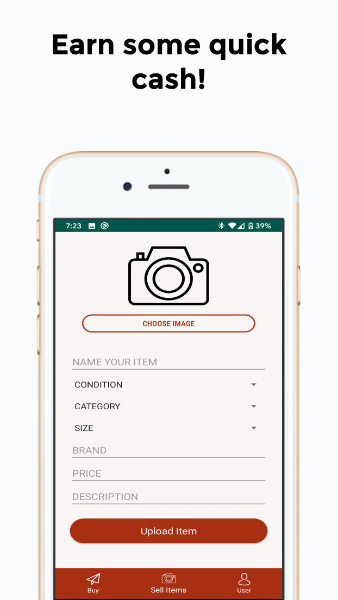 Earn some quick
cash!
7:23 39%
CHOOSE IMAGE
NAME YOUR ITEM
CONDITION
CATEGORY
SIZE
BRAND
PRICE
DESCRIPTION
Upload Item
Buy Sell Items User